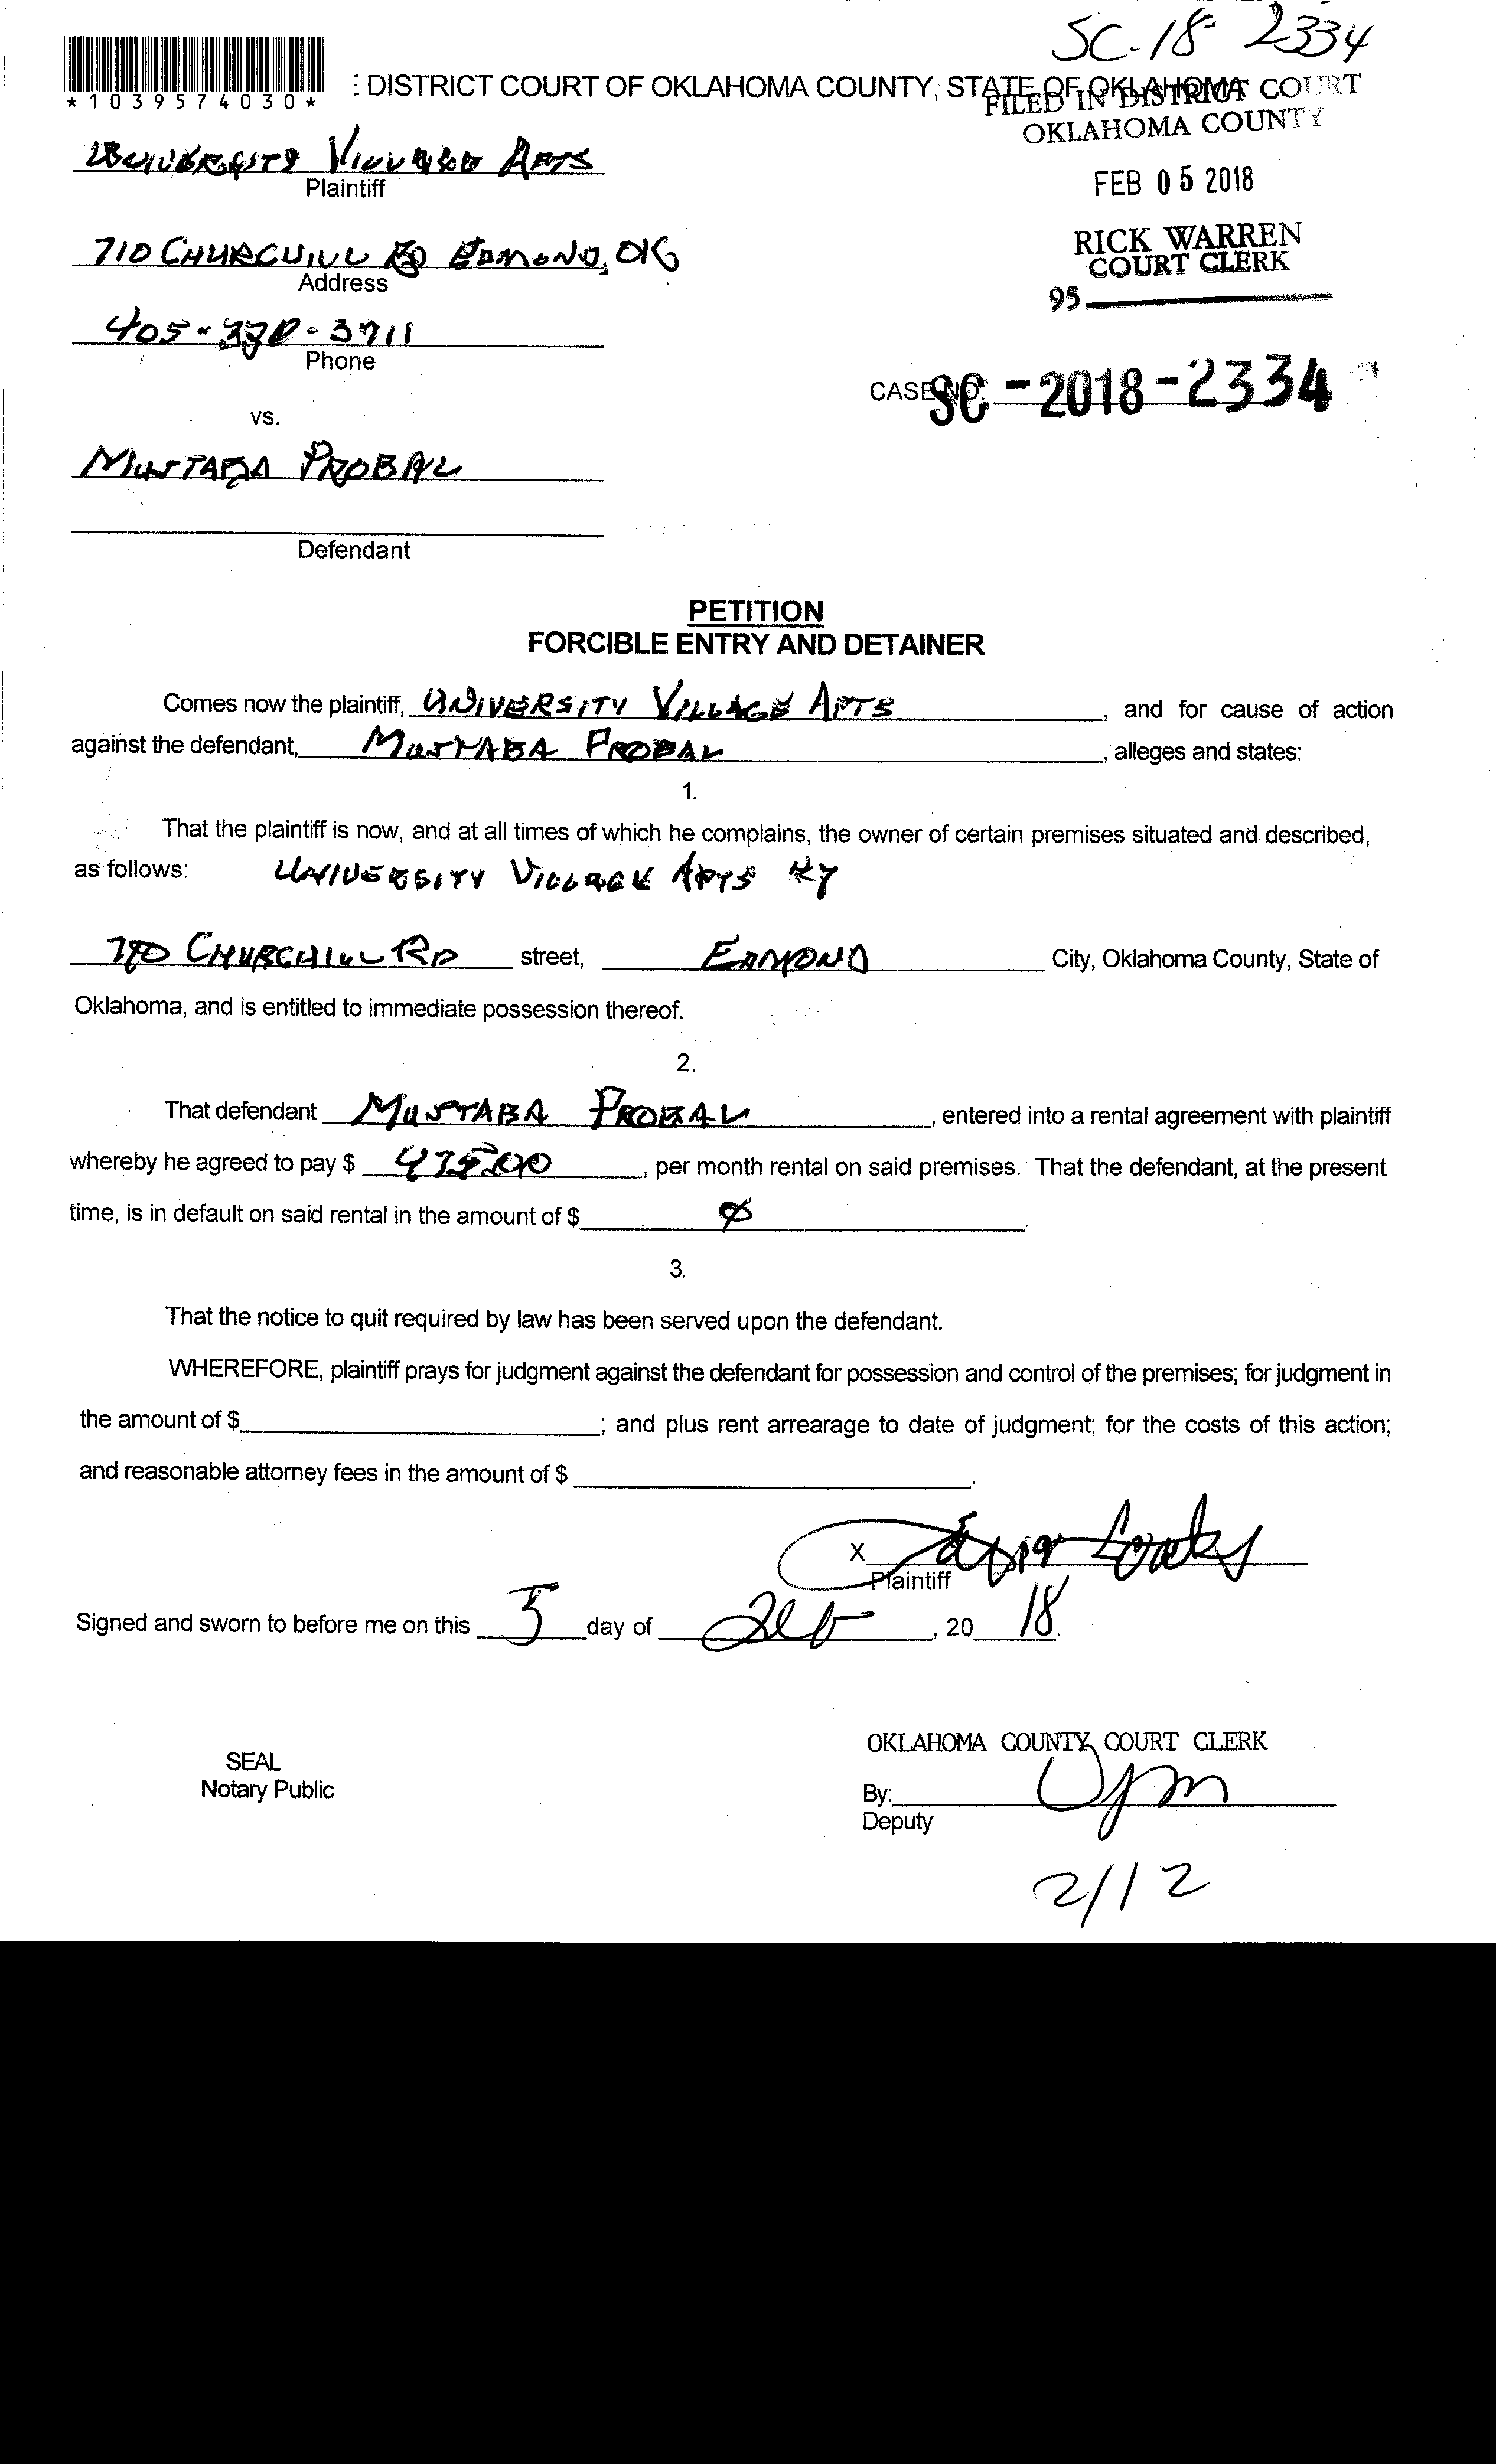 SC-18-2334
*1039574030*
: DISTRICT COURT OF OKLAHOMA COUNTY, STATE OF OKLAHOMA
FILED IN DISTRICT COURT
OKLAHOMA COUNTY
UNIVERSITY VILLAGE APTS
Plaintiff
FEB 05 2018
RICK WARREN
COURT CLERK
95
710 CHURCHILL RD EDMOND, OK
Address
405-330-3711
Phone
CASE NO. SC-2018-2334
vs.
MUSTABA PROBAL
Defendant
PETITION
FORCIBLE ENTRY AND DETAINER
Comes now the plaintiff, UNIVERSITY VILLAGE APTS, and for cause of action
against the defendant, MUSTABA PROBAL, alleges and states:
1.
That the plaintiff is now, and at all times of which he complains, the owner of certain premises situated and described,
as follows: UNIVERSITY VILLAGE APTS #7
710 CHURCHILL RD street, EDMOND City, Oklahoma County, State of
Oklahoma, and is entitled to immediate possession thereof.
2.
That defendant MUSTABA PROBAL, entered into a rental agreement with plaintiff
whereby he agreed to pay $ 475.00, per month rental on said premises. That the defendant, at the present
time, is in default on said rental in the amount of $ Ø.
3.
That the notice to quit required by law has been served upon the defendant.
WHEREFORE, plaintiff prays for judgment against the defendant for possession and control of the premises; for judgment in
the amount of $; and plus rent arrearage to date of judgment; for the costs of this action;
and reasonable attorney fees in the amount of $.
X
Plaintiff
Signed and sworn to before me on this 5 day of Feb, 2018.
SEAL
Notary Public
OKLAHOMA COUNTY COURT CLERK
By:
Deputy
2/12